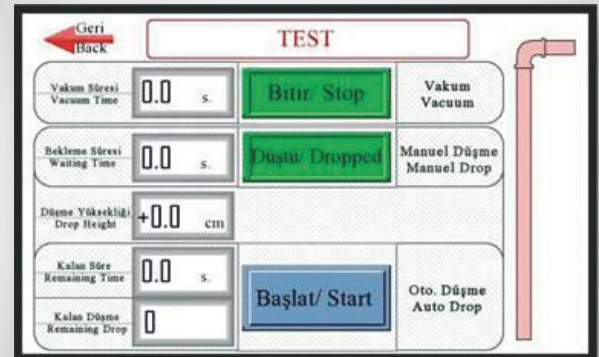 Geri
Back
TEST
Vakum Süresi
Vacuum Time
0.0 s.
Bitir/ Stop
Vakum
Vacuum
Bekleme Süresi
Waiting Time
0.0 s.
Düştü/ Dropped
Manuel Düşme
Manuel Drop
Düşme Yüksekliği
Drop Height
+0.0 cm
Kalan Süre
Remaining Time
0.0 s.
Başlat/ Start
Oto. Düşme
Auto Drop
Kalan Düşme
Remaining Drop
0